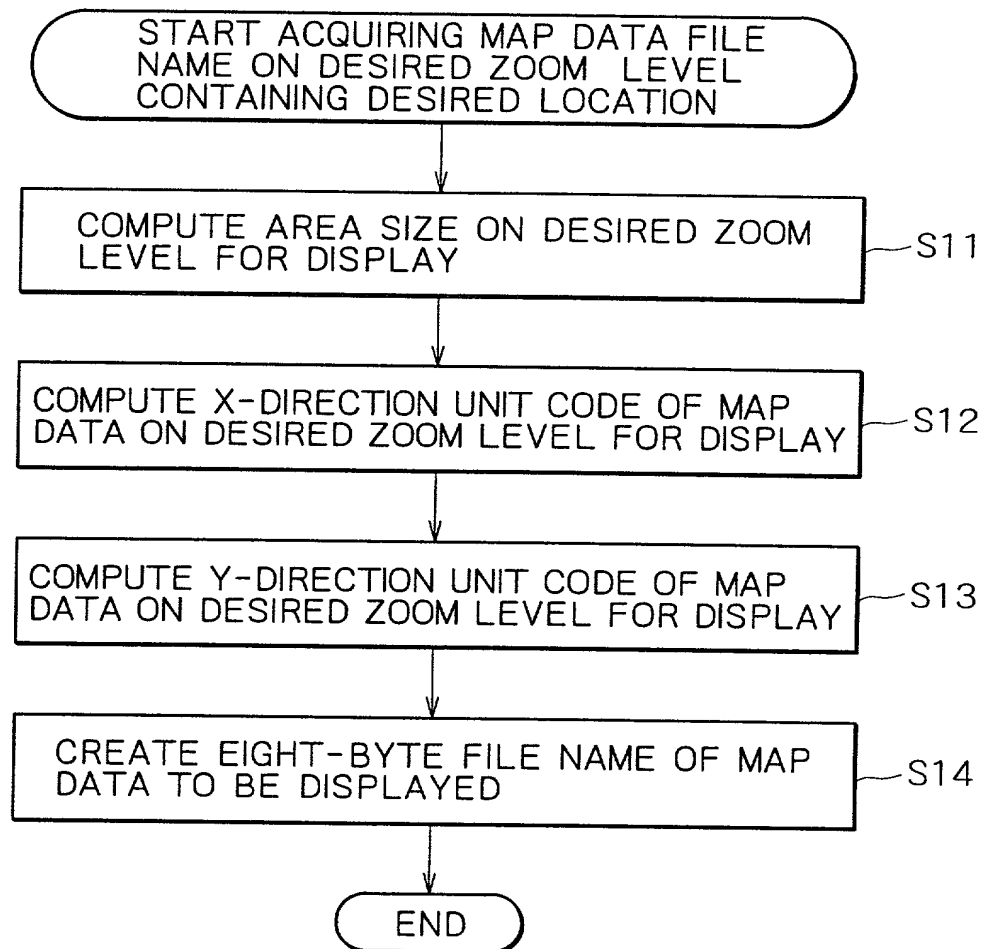 START ACQUIRING MAP DATA FILE
NAME ON DESIRED ZOOM LEVEL
CONTAINING DESIRED LOCATION
COMPUTE AREA SIZE ON DESIRED ZOOM
LEVEL FOR DISPLAY
S11
COMPUTE X-DIRECTION UNIT CODE OF MAP
DATA ON DESIRED ZOOM LEVEL FOR DISPLAY
S12
COMPUTE Y-DIRECTION UNIT CODE OF MAP
DATA ON DESIRED ZOOM LEVEL FOR DISPLAY
S13
CREATE EIGHT-BYTE FILE NAME OF MAP
DATA TO BE DISPLAYED
S14
END